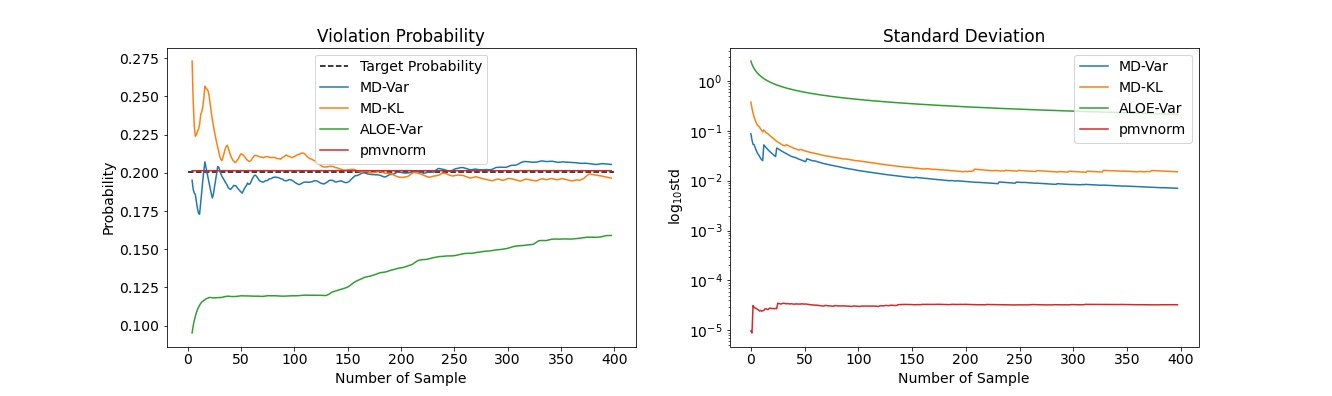 Violation Probability
Probability
0.275
0.250
0.225
0.200
0.175
0.150
0.125
0.100
Target Probability
MD-Var
MD-KL
ALOE-Var
pmvnorm
0 50 100 150 200 250 300 350 400
Number of Sample
Standard Deviation
log₁₀std
10⁰
10⁻¹
10⁻²
10⁻³
10⁻⁴
10⁻⁵
MD-Var
MD-KL
ALOE-Var
pmvnorm
0 50 100 150 200 250 300 350 400
Number of Sample